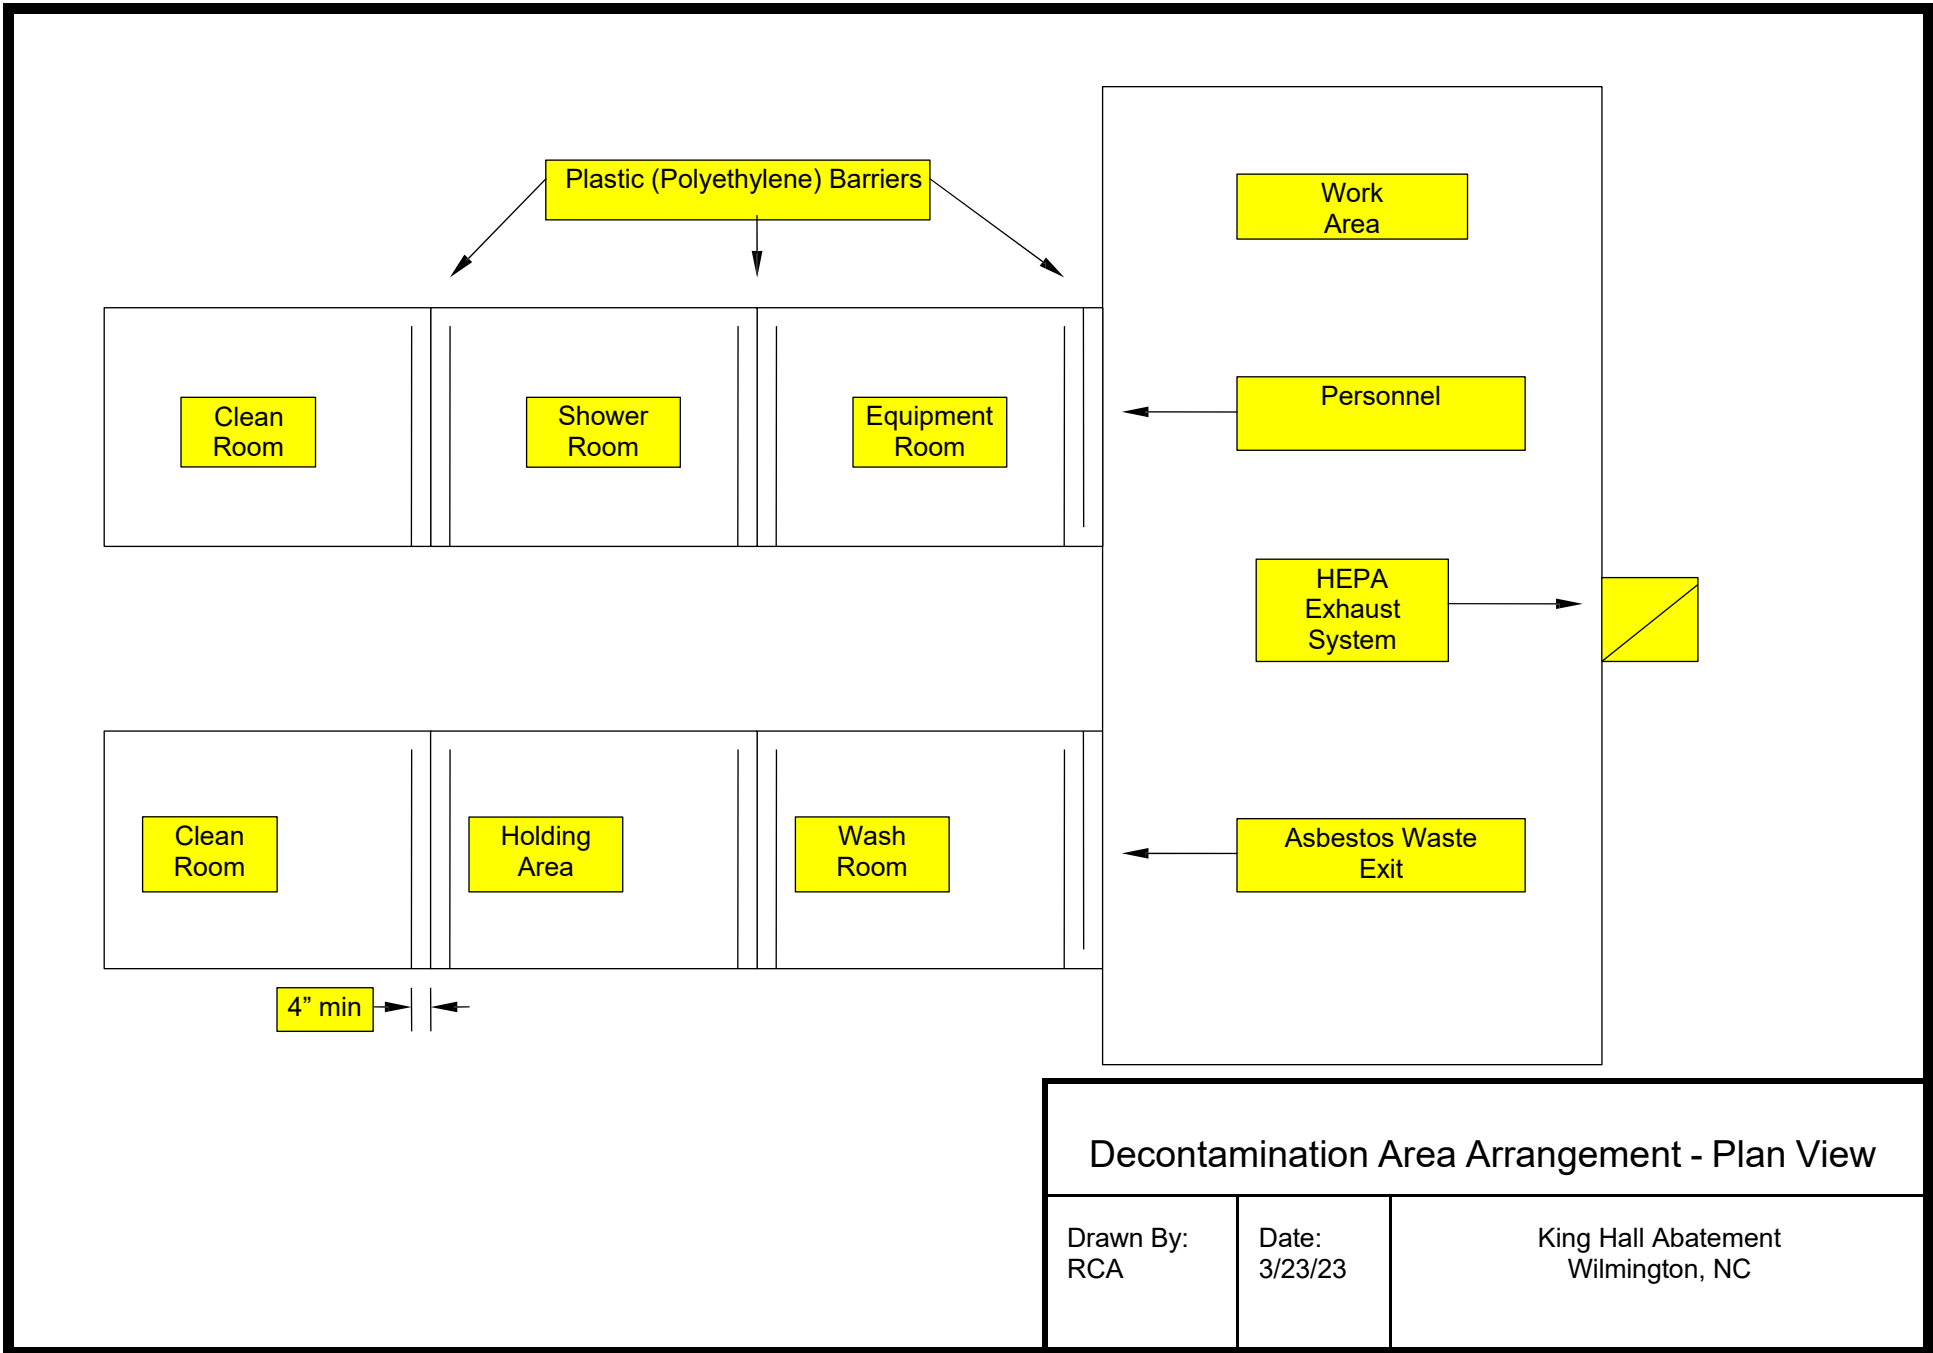 Plastic (Polyethylene) Barriers
Work
Area
Clean
Room
Shower
Room
Equipment
Room
Personnel
HEPA
Exhaust
System
Clean
Room
Holding
Area
Wash
Room
Asbestos Waste
Exit
4” min
Decontamination Area Arrangement - Plan View
Drawn By:
RCA
Date:
3/23/23
King Hall Abatement
Wilmington, NC